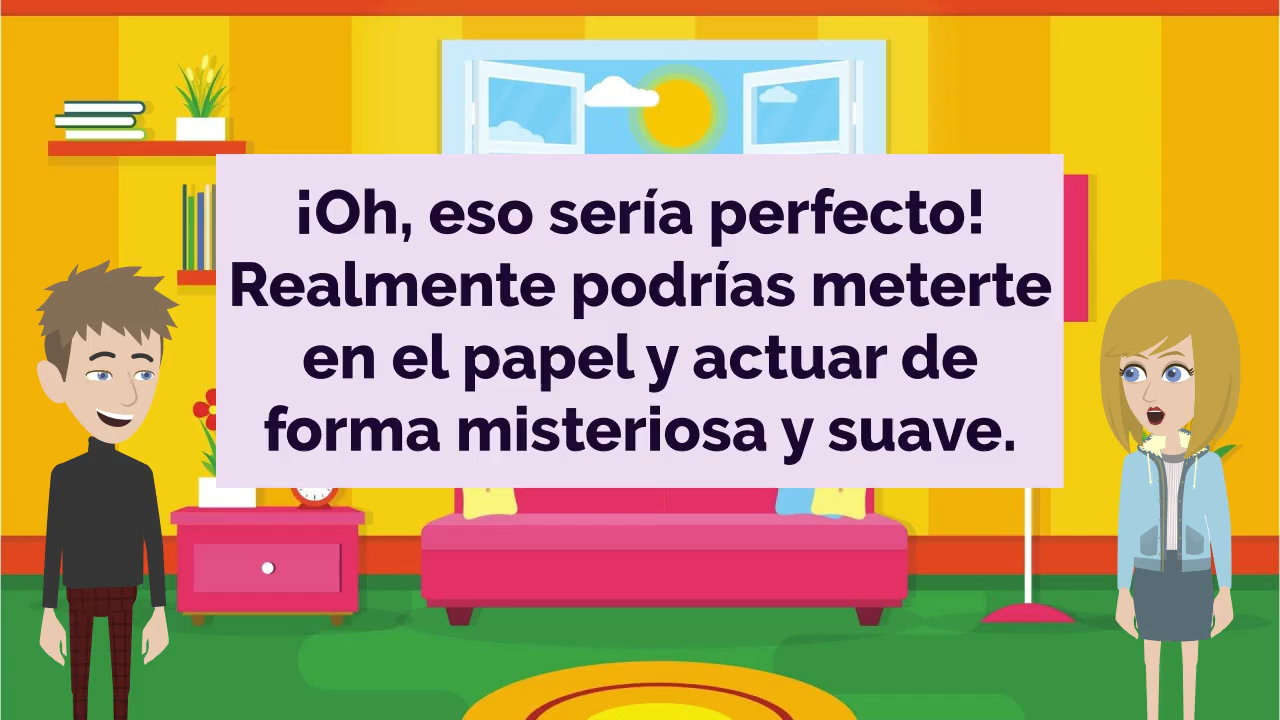 ¡Oh, eso sería perfecto!
Realmente podrías meterte
en el papel y actuar de
forma misteriosa y suave.